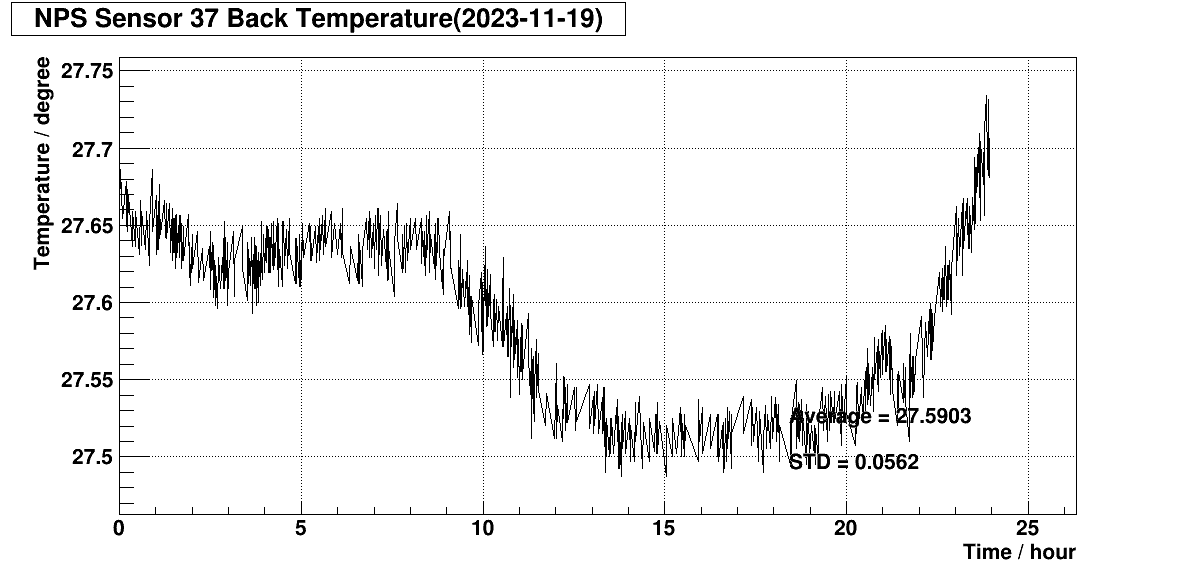 NPS Sensor 37 Back Temperature(2023-11-19)
Temperature / degree
27.75
27.7
27.65
27.6
27.55
27.5
Average = 27.5903
STD = 0.0562
0 5 10 15 20 25
Time / hour